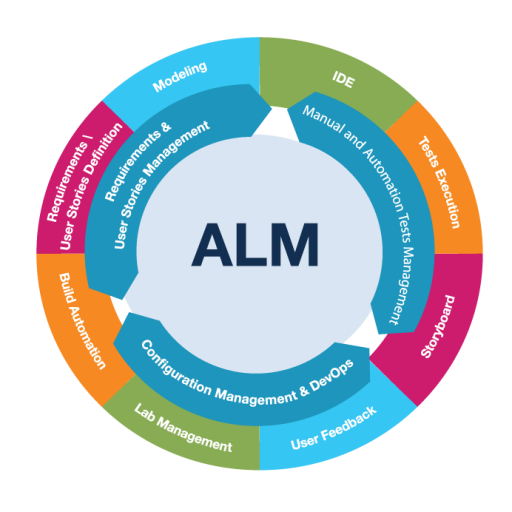 Modeling
IDE
Tests Execution
Storyboard
User Feedback
Lab Management
Build Automation
Requirements |
User Stories Definition
Requirements &
User Stories Management
Manual and Automation Tests Management
Configuration Management & DevOps
ALM